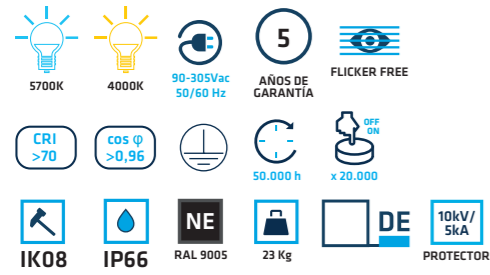 5700K
4000K
90-305Vac
50/60 Hz
5
AÑOS DE
GARANTÍA
FLICKER FREE
CRI
>70
cos φ
>0,96
50.000 h
OFF
ON
x 20.000
IK08
IP66
NE
RAL 9005
23 Kg
DE
10kV/
5kA
PROTECTOR